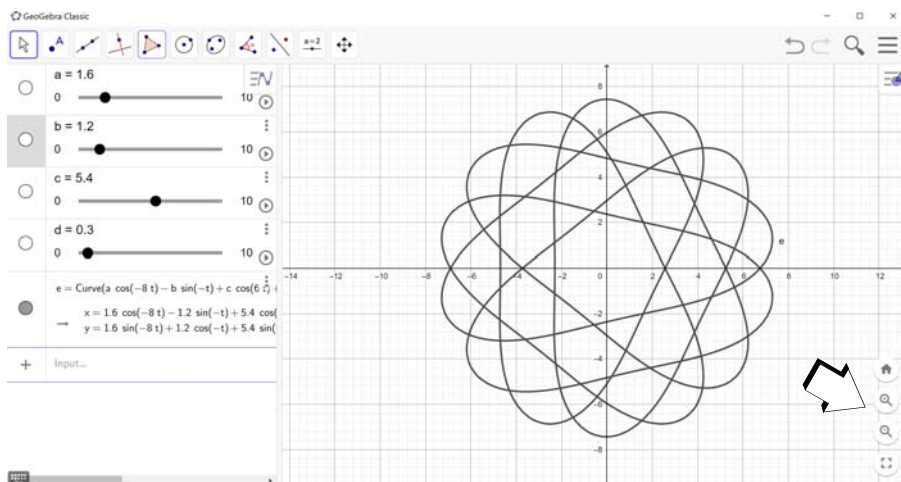 GeoGebra Classic
A
a=2
a = 1.6
0 10
b = 1.2
0 10
c = 5.4
0 10
d = 0.3
0 10
e = Curve(a cos(−8 t) − b sin(−t) + c cos(6
→ x = 1.6 cos(−8 t) − 1.2 sin(−t) + 5.4 cos(
y = 1.6 sin(−8 t) + 1.2 cos(−t) + 5.4 sin(
+ Input...
8
6
4
2
e
−14 −12 −10 −8 −6 −4 −2 0 2 4 6 8 10 12
−2
−4
−6
−8